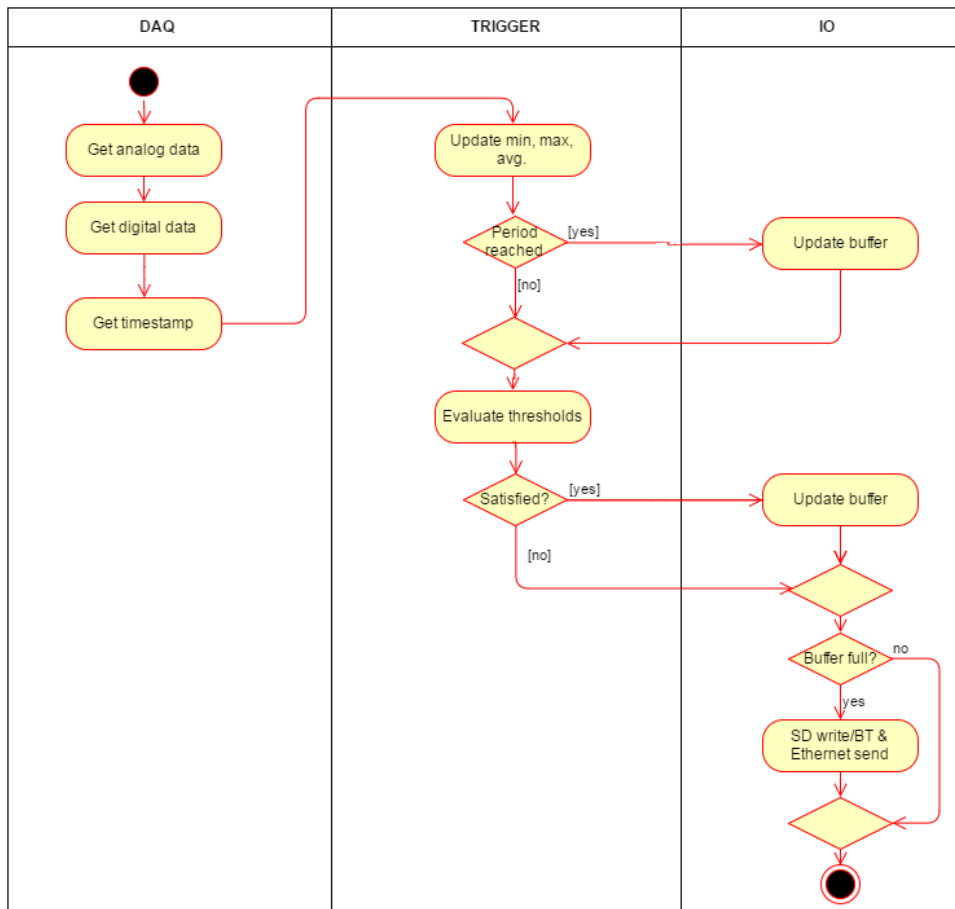 DAQ
TRIGGER
IO
Get analog data
Get digital data
Get timestamp
Update min, max,
avg.
Period
reached
[yes]
[no]
Update buffer
Evaluate thresholds
Satisfied?
[yes]
[no]
Update buffer
Buffer full?
no
yes
SD write/BT &
Ethernet send